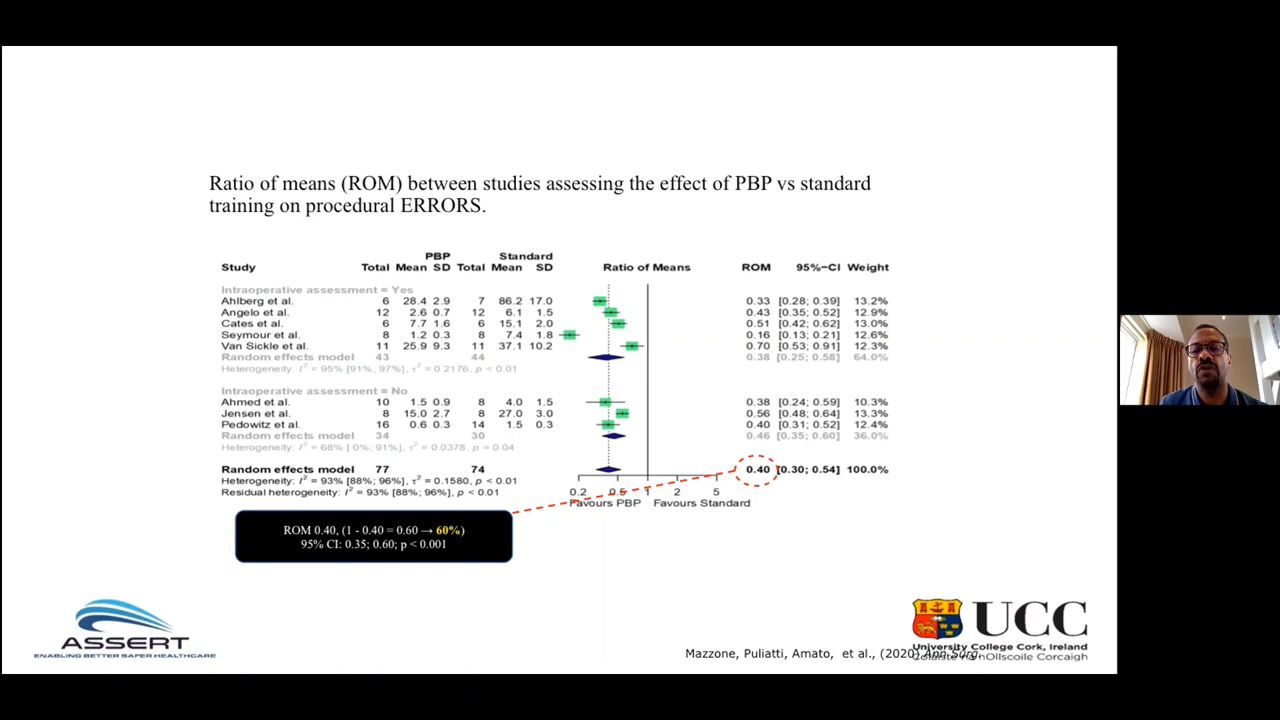 Ratio of means (ROM) between studies assessing the effect of PBP vs standard
training on procedural ERRORS.
PBP Standard
Study Total Mean SD Total Mean SD Ratio of Means ROM 95%-CI Weight
Intraoperative assessment = Yes
Ahlberg et al. 6 28.4 2.9 7 86.2 17.0 0.33 [0.28; 0.39] 13.2%
Angelo et al. 12 2.6 0.7 12 6.1 1.5 0.43 [0.35; 0.52] 12.9%
Cates et al. 6 7.7 1.6 6 15.1 2.0 0.51 [0.42; 0.62] 13.0%
Seymour et al. 8 1.2 0.3 8 7.4 1.8 0.16 [0.13; 0.21] 12.6%
Van Sickle et al. 11 25.9 9.3 11 37.1 10.2 0.70 [0.53; 0.91] 12.3%
Random effects model 43 44 0.38 [0.25; 0.58] 64.0%
Heterogeneity: I² = 95% [91%; 97%], τ² = 0.2176, p < 0.01
Intraoperative assessment = No
Ahmed et al. 10 1.5 0.9 8 4.0 1.5 0.38 [0.24; 0.59] 10.3%
Jensen et al. 8 15.0 2.7 8 27.0 3.0 0.56 [0.48; 0.64] 13.3%
Pedowitz et al. 16 0.6 0.3 14 1.5 0.3 0.40 [0.31; 0.52] 12.4%
Random effects model 34 30 0.46 [0.35; 0.60] 36.0%
Heterogeneity: I² = 68% [ 0%; 91%], τ² = 0.0378, p = 0.04
Random effects model 77 74 0.40 [0.30; 0.54] 100.0%
Heterogeneity: I² = 93% [88%; 96%], τ² = 0.1580, p < 0.01
Residual heterogeneity: I² = 93% [88%; 96%], p < 0.01
0.2 0.5 1 2 5
Favours PBP Favours Standard
ROM 0.40, (1 - 0.40 = 0.60 → 60%)
95% CI: 0.35; 0.60; p < 0.001
ASSERT
ENABLING BETTER SAFER HEALTHCARE
UCC
University College Cork, Ireland
Coláiste na hOllscoile Corcaigh
Mazzone, Puliatti, Amato, et al., (2020) Ann Surg.